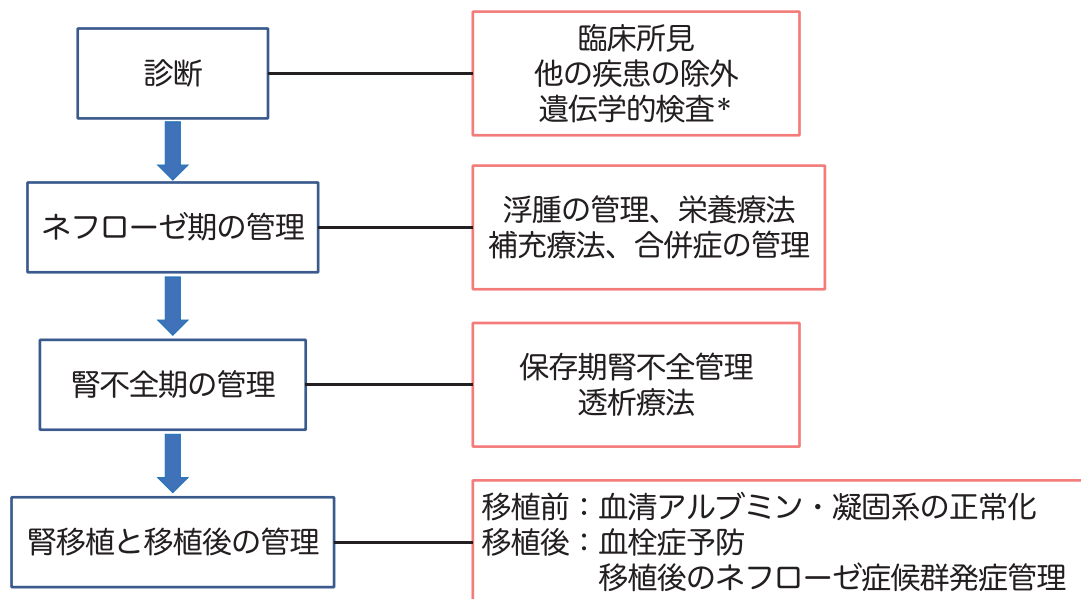 診断
臨床所見
他の疾患の除外
遺伝学的検査*
ネフローゼ期の管理
浮腫の管理、栄養療法
補充療法、合併症の管理
腎不全期の管理
保存期腎不全管理
透析療法
腎移植と移植後の管理
移植前：血清アルブミン・凝固系の正常化
移植後：血栓症予防
移植後のネフローゼ症候群発症管理